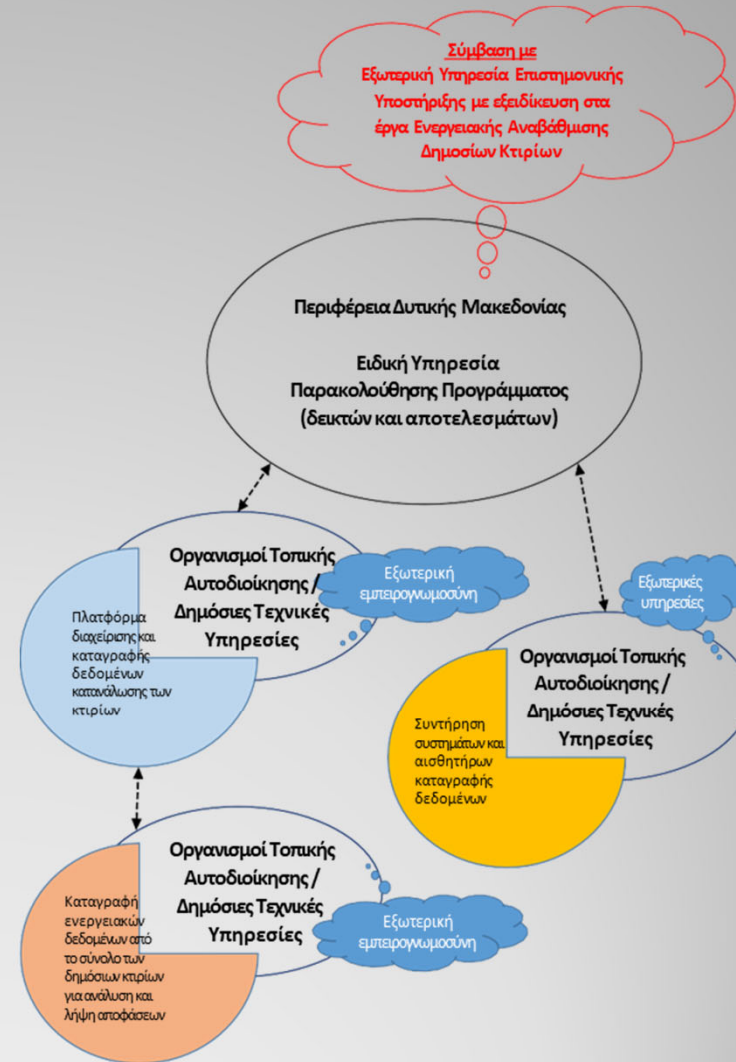 Σύμβαση με
Εξωτερική Υπηρεσία Επιστημονικής
Υποστήριξης με εξειδίκευση στα
έργα Ενεργειακής Αναβάθμισης
Δημοσίων Κτιρίων
Περιφέρεια Δυτικής Μακεδονίας
Ειδική Υπηρεσία
Παρακολούθησης Προγράμματος
(δεικτών και αποτελεσμάτων)
Οργανισμοί Τοπικής
Αυτοδιοίκησης /
Δημόσιες Τεχνικές
Υπηρεσίες
Εξωτερική
εμπειρογνωμοσύνη
Πλατφόρμα
διαχείρισης και
καταγραφής
δεδομένων
κατανάλωσης των
κτιρίων
Εξωτερικές
υπηρεσίες
Οργανισμοί Τοπικής
Αυτοδιοίκησης /
Δημόσιες Τεχνικές
Υπηρεσίες
Συντήρηση
συστημάτων και
αισθητήρων
καταγραφής
δεδομένων
Οργανισμοί Τοπικής
Αυτοδιοίκησης /
Δημόσιες Τεχνικές
Υπηρεσίες
Εξωτερική
εμπειρογνωμοσύνη
Καταγραφή
ενεργειακών
δεδομένων από
το σύνολο των
δημόσιων κτιρίων
για ανάλυση και
λήψη αποφάσεων